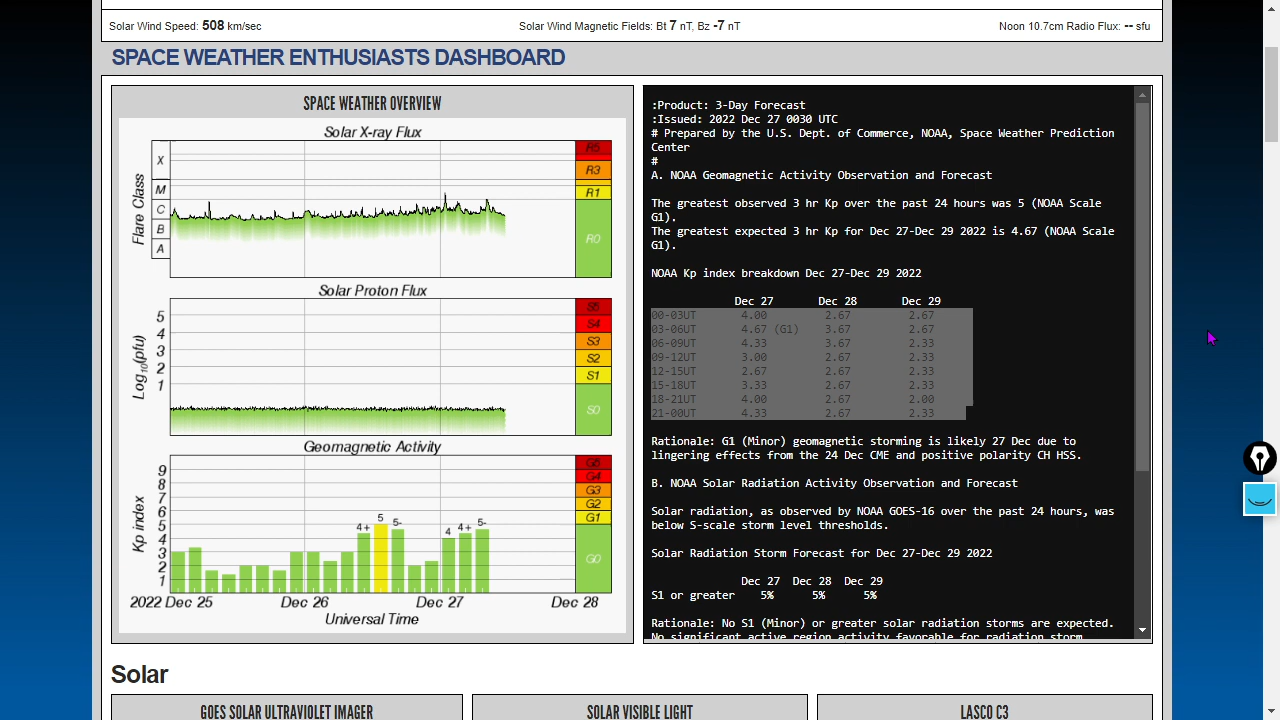 Solar Wind Speed: 508 km/sec
Solar Wind Magnetic Fields: Bt 7 nT, Bz -7 nT
Noon 10.7cm Radio Flux: -- sfu
SPACE WEATHER ENTHUSIASTS DASHBOARD
SPACE WEATHER OVERVIEW
Solar X-ray Flux
Flare Class
X
M
C
B
A
R5
R3
R1
R0
Solar Proton Flux
Log10(pfu)
5
4
3
2
1
S5
S4
S3
S2
S1
S0
Geomagnetic Activity
Kp index
9
8
7
6
5
4
3
2
1
4+ 5 5- 4 4+ 5-
G5
G4
G3
G2
G1
G0
2022 Dec 25 Dec 26 Dec 27 Dec 28
Universal Time
:Product: 3-Day Forecast
:Issued: 2022 Dec 27 0030 UTC
# Prepared by the U.S. Dept. of Commerce, NOAA, Space Weather Prediction
Center
#
A. NOAA Geomagnetic Activity Observation and Forecast
The greatest observed 3 hr Kp over the past 24 hours was 5 (NOAA Scale
G1).
The greatest expected 3 hr Kp for Dec 27-Dec 29 2022 is 4.67 (NOAA Scale
G1).
NOAA Kp index breakdown Dec 27-Dec 29 2022
Dec 27 Dec 28 Dec 29
00-03UT 4.00 2.67 2.67
03-06UT 4.67 (G1) 3.67 2.67
06-09UT 4.33 3.67 2.33
09-12UT 3.00 2.67 2.33
12-15UT 2.67 2.67 2.33
15-18UT 3.33 2.67 2.33
18-21UT 4.00 2.67 2.00
21-00UT 4.33 2.67 2.33
Rationale: G1 (Minor) geomagnetic storming is likely 27 Dec due to
lingering effects from the 24 Dec CME and positive polarity CH HSS.
B. NOAA Solar Radiation Activity Observation and Forecast
Solar radiation, as observed by NOAA GOES-16 over the past 24 hours, was
below S-scale storm level thresholds.
Solar Radiation Storm Forecast for Dec 27-Dec 29 2022
Dec 27 Dec 28 Dec 29
S1 or greater 5% 5% 5%
Rationale: No S1 (Minor) or greater solar radiation storms are expected.
No significant active region activity favorable for radiation storm
Solar
GOES SOLAR ULTRAVIOLET IMAGER
SOLAR VISIBLE LIGHT
LASCO C3